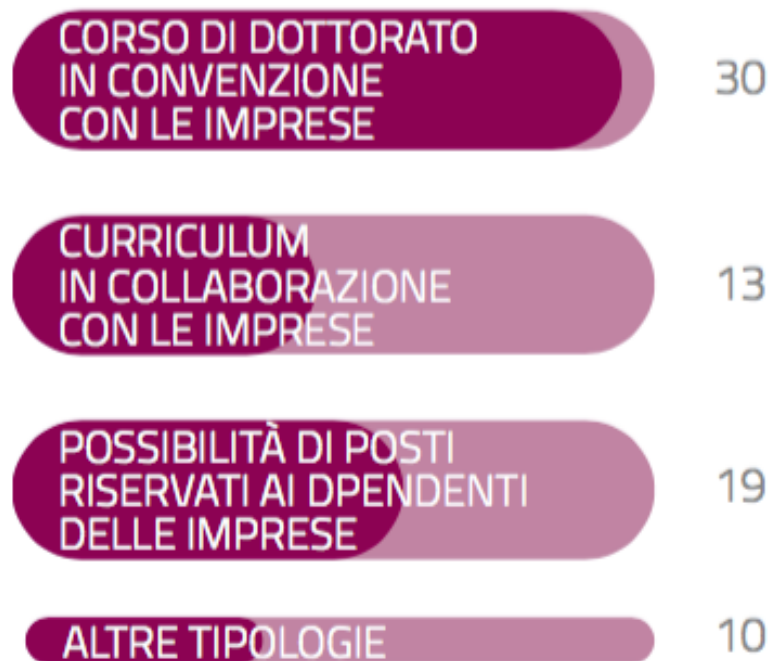 CORSO DI DOTTORATO
IN CONVENZIONE
CON LE IMPRESE
30
CURRICULUM
IN COLLABORAZIONE
CON LE IMPRESE
13
POSSIBILITÀ DI POSTI
RISERVATI AI DPENDENTI
DELLE IMPRESE
19
ALTRE TIPOLOGIE
10